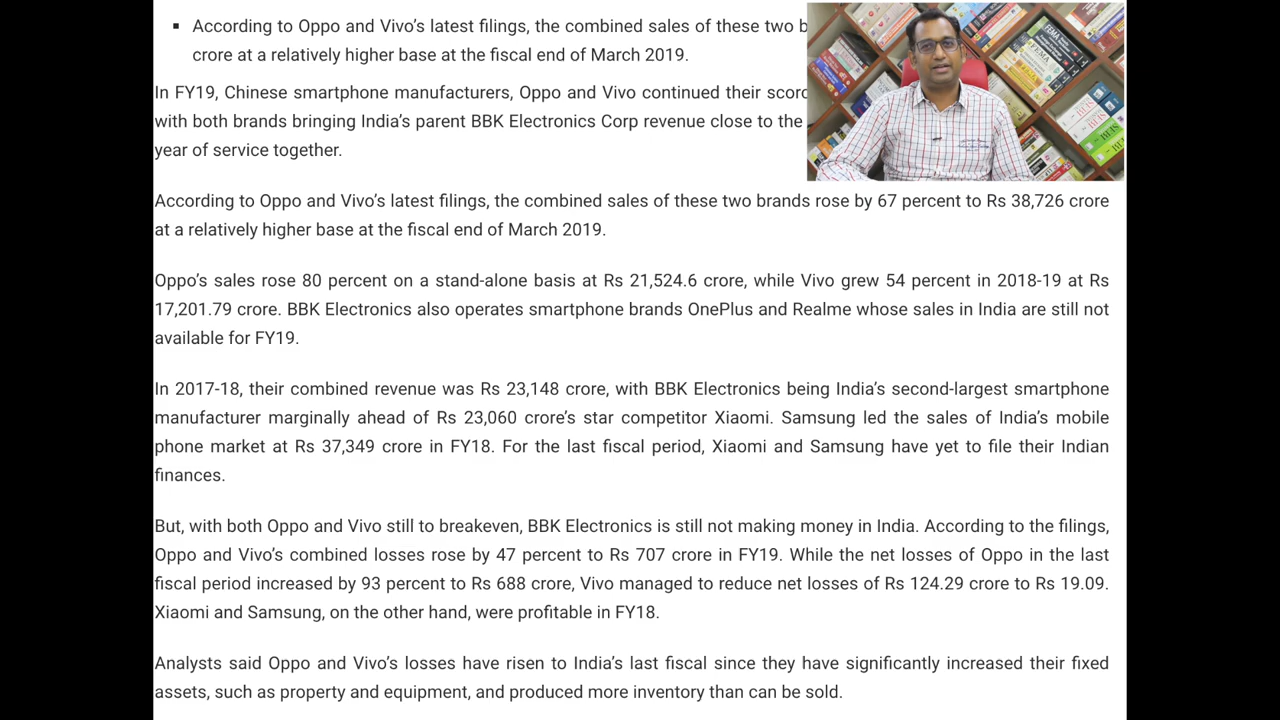 ▪ According to Oppo and Vivo’s latest filings, the combined sales of these two b
crore at a relatively higher base at the fiscal end of March 2019.
In FY19, Chinese smartphone manufacturers, Oppo and Vivo continued their scorc
with both brands bringing India’s parent BBK Electronics Corp revenue close to the
year of service together.
According to Oppo and Vivo’s latest filings, the combined sales of these two brands rose by 67 percent to Rs 38,726 crore
at a relatively higher base at the fiscal end of March 2019.
Oppo’s sales rose 80 percent on a stand-alone basis at Rs 21,524.6 crore, while Vivo grew 54 percent in 2018-19 at Rs
17,201.79 crore. BBK Electronics also operates smartphone brands OnePlus and Realme whose sales in India are still not
available for FY19.
In 2017-18, their combined revenue was Rs 23,148 crore, with BBK Electronics being India’s second-largest smartphone
manufacturer marginally ahead of Rs 23,060 crore’s star competitor Xiaomi. Samsung led the sales of India’s mobile
phone market at Rs 37,349 crore in FY18. For the last fiscal period, Xiaomi and Samsung have yet to file their Indian
finances.
But, with both Oppo and Vivo still to breakeven, BBK Electronics is still not making money in India. According to the filings,
Oppo and Vivo’s combined losses rose by 47 percent to Rs 707 crore in FY19. While the net losses of Oppo in the last
fiscal period increased by 93 percent to Rs 688 crore, Vivo managed to reduce net losses of Rs 124.29 crore to Rs 19.09.
Xiaomi and Samsung, on the other hand, were profitable in FY18.
Analysts said Oppo and Vivo’s losses have risen to India’s last fiscal since they have significantly increased their fixed
assets, such as property and equipment, and produced more inventory than can be sold.